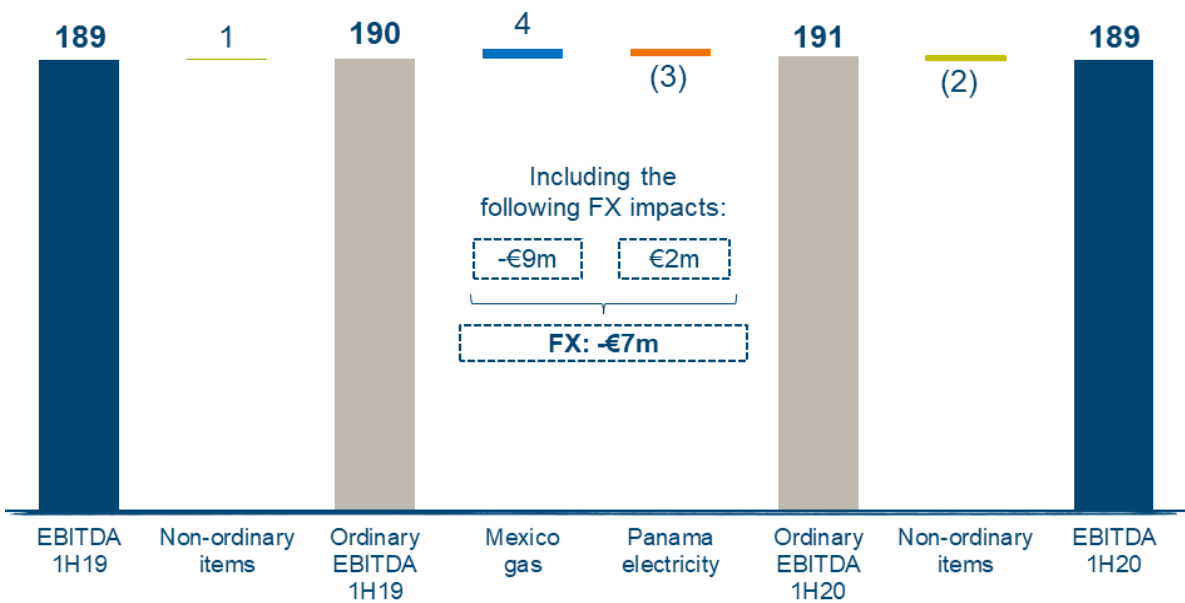 189
1
190
4
(3)
191
(2)
189
Including the
following FX impacts:
-€9m
€2m
FX: -€7m
EBITDA
1H19
Non-ordinary
items
Ordinary
EBITDA
1H19
Mexico
gas
Panama
electricity
Ordinary
EBITDA
1H20
Non-ordinary
items
EBITDA
1H20